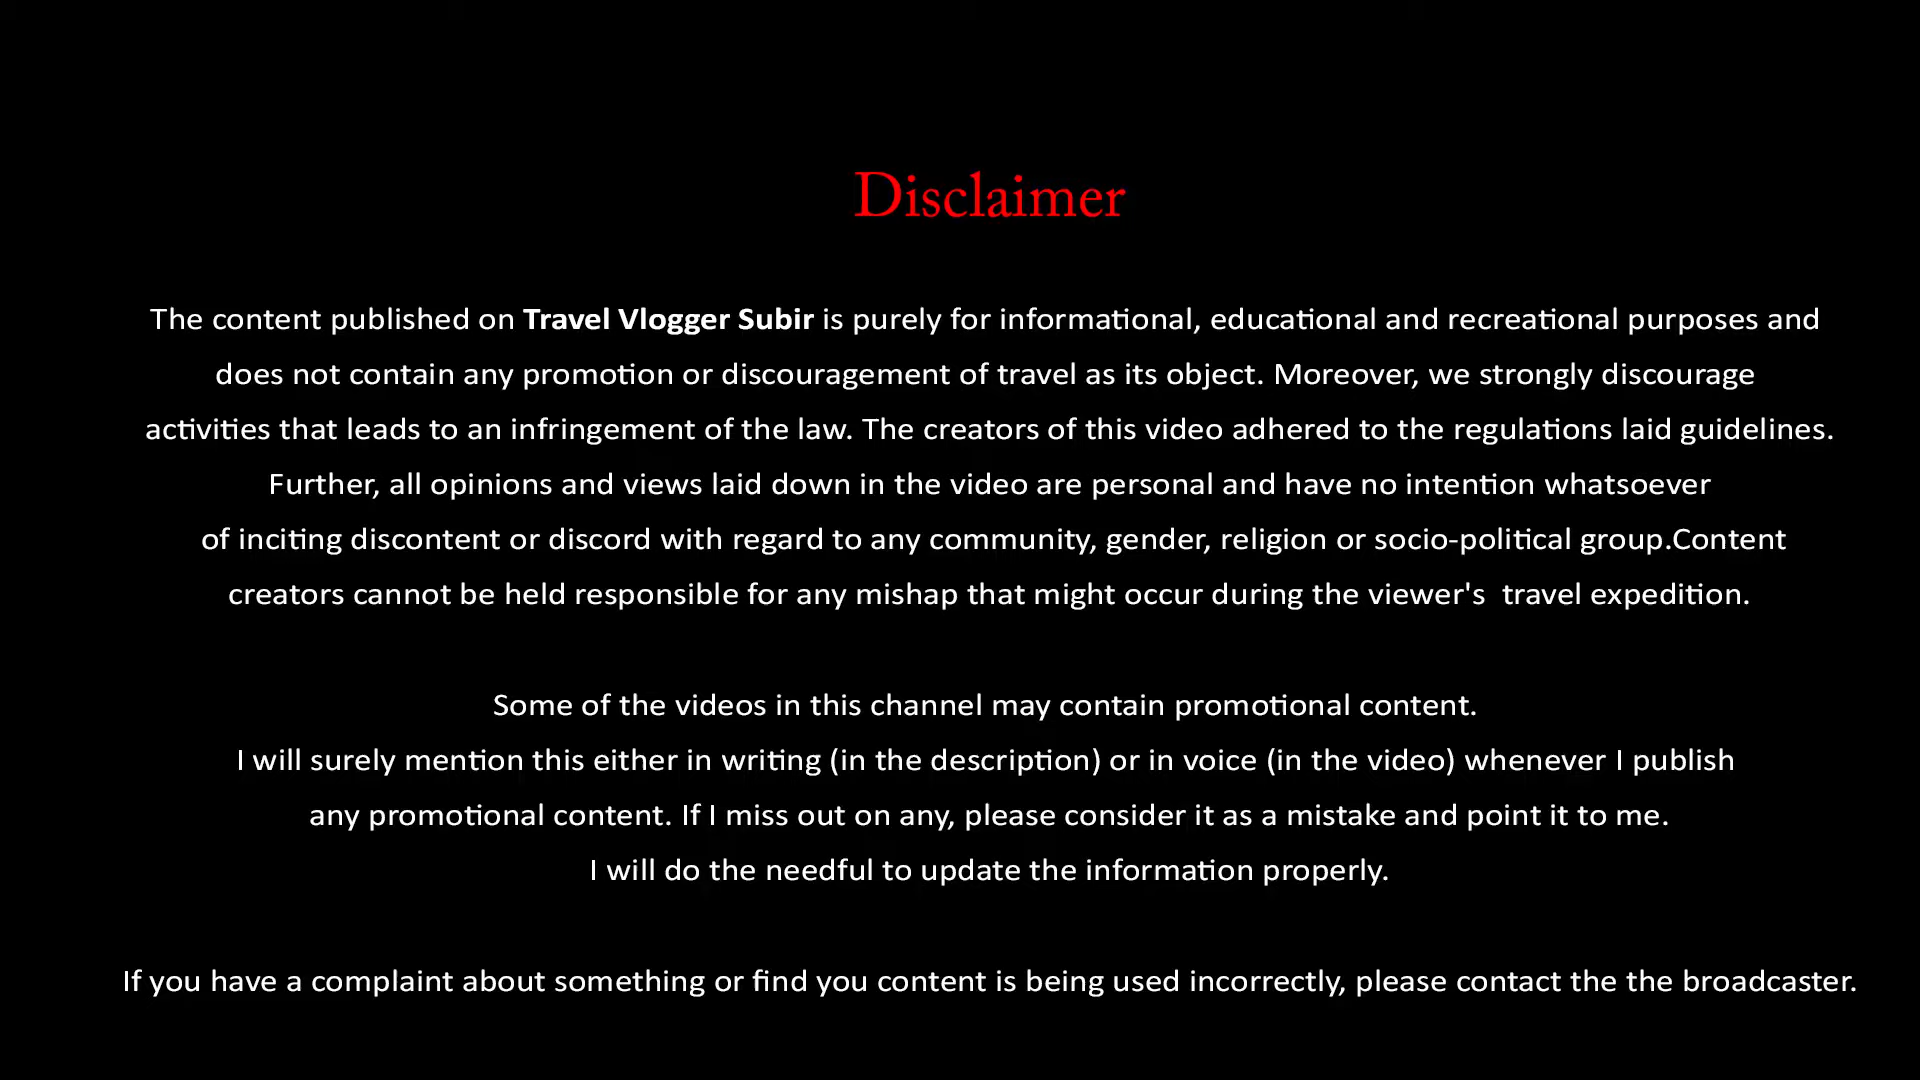 Disclaimer
The content published on Travel Vlogger Subir is purely for informational, educational and recreational purposes and
does not contain any promotion or discouragement of travel as its object. Moreover, we strongly discourage
activities that leads to an infringement of the law. The creators of this video adhered to the regulations laid guidelines.
Further, all opinions and views laid down in the video are personal and have no intention whatsoever
of inciting discontent or discord with regard to any community, gender, religion or socio-political group.Content
creators cannot be held responsible for any mishap that might occur during the viewer's  travel expedition.
Some of the videos in this channel may contain promotional content.
I will surely mention this either in writing (in the description) or in voice (in the video) whenever I publish
any promotional content. If I miss out on any, please consider it as a mistake and point it to me.
I will do the needful to update the information properly.
If you have a complaint about something or find you content is being used incorrectly, please contact the the broadcaster.